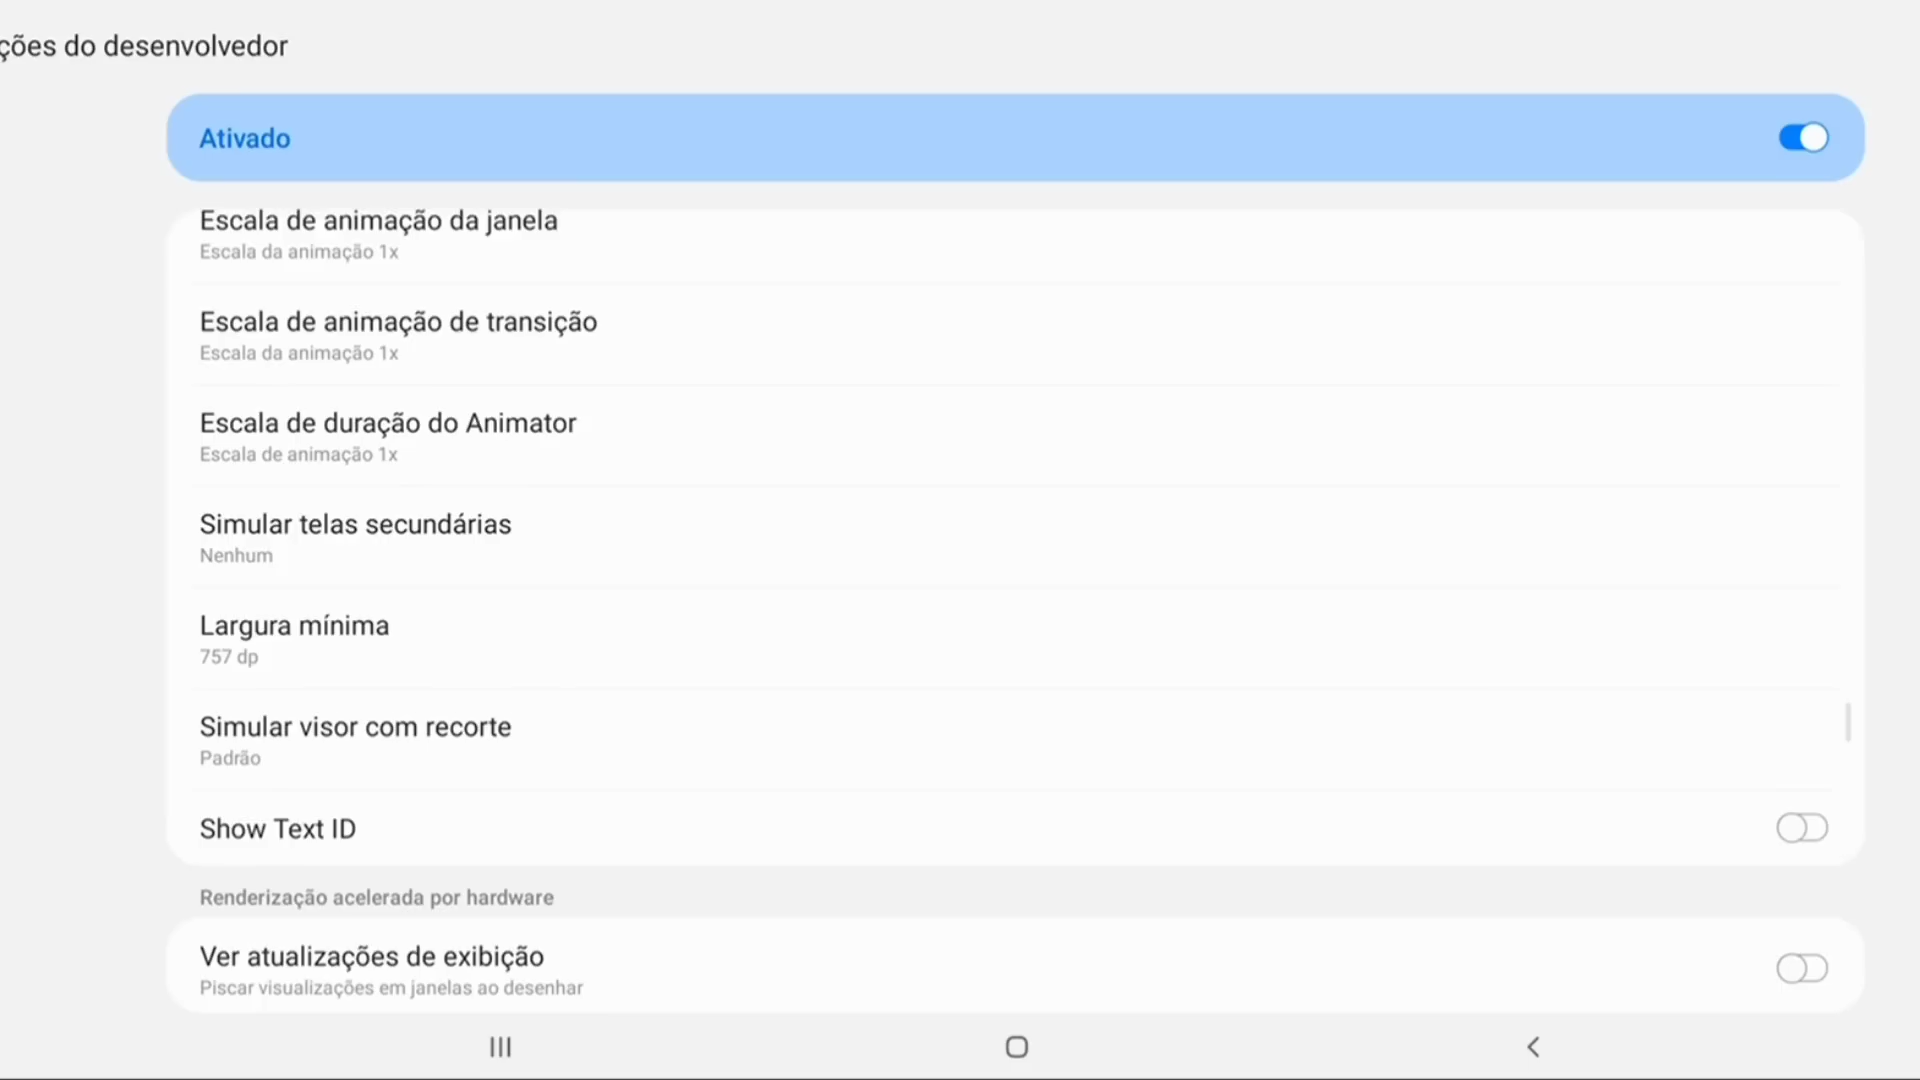 ções do desenvolvedor
Ativado
Escala de animação da janela
Escala da animação 1x
Escala de animação de transição
Escala da animação 1x
Escala de duração do Animator
Escala de animação 1x
Simular telas secundárias
Nenhum
Largura mínima
757 dp
Simular visor com recorte
Padrão
Show Text ID
Renderização acelerada por hardware
Ver atualizações de exibição
Piscar visualizações em janelas ao desenhar